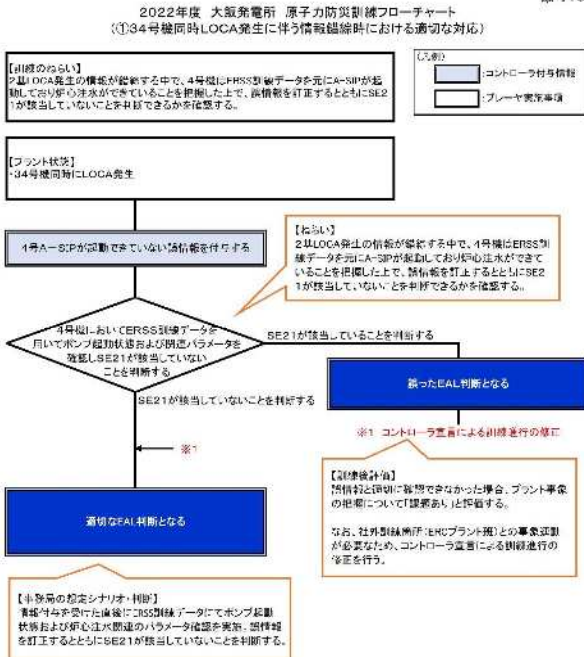 2022年度 大飯発電所 原子力防災訓練フローチャート
(①34号機同時LOCA発生に伴う情報錯綜時における適切な対応)
【訓練のねらい】
2基LOCA発生の情報が錯綜する中で、4号機はERSS訓練データを元にA-SIPが起
動しており炉心注水ができていることを把握した上で、誤情報を訂正するとともにSE2
1が該当していないことを判断できるかを確認する。
(凡例)
:コントローラ付与情報
:プレーヤ実施事項
【プラント状態】
・34号機同時にLOCA発生
4号A-SIPが起動できていない誤情報を付与する
【ねらい】
2基LOCA発生の情報が錯綜する中で、4号機はERSS訓
練データを元にA-SIPが起動しており炉心注水ができて
いることを把握した上で、誤情報を訂正するとともにSE2
1が該当していないことを判断できるかを確認する。
4号機においてERSS訓練データを
用いてポンプ起動状態および関連パラメータを
確認しSE21が該当していない
ことを判断する
SE21が該当していることを判断する
誤ったEAL判断となる
SE21が該当していないことを判断する
※1 コントローラ宣言による訓練進行の修正
※1
【訓練後評価】
誤情報と適切に確認できなかった場合、プラント事象
の把握について「課題あり」と評価する。
なお、社外訓練箇所(ERCプラント班)との事象連動
が必要なため、コントローラ宣言による訓練進行の
修正を行う。
適切なEAL判断となる
【事務局の想定シナリオ・判断】
情報付与を受けた直後にERSS訓練データにてポンプ起動
状態および炉心注水関連のパラメータ確認を実施。誤情報
を訂正するとともにSE21が該当していないことを判断する。